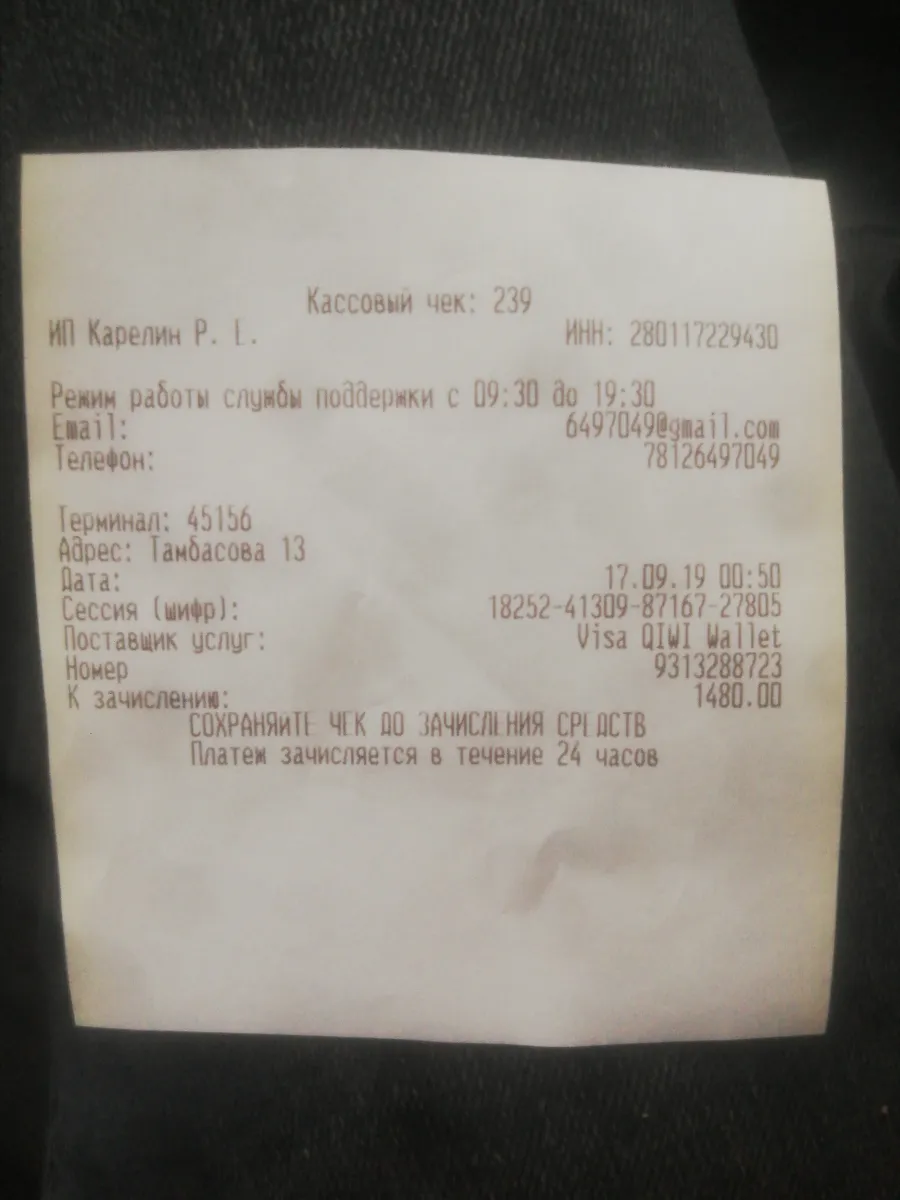 Кассовый чек: 239
ИП Карелин Р. Е. ИНН: 280117229430
Режим работы службы поддержки с 09:30 до 19:30
Email: 6497049@gmail.com
Телефон: 78126497049
Терминал: 45156
Адрес: Тамбасова 13
Дата: 17.09.19 00:50
Сессия (шифр): 18252-41309-87167-27805
Поставщик услуг: Visa QIWI Wallet
Номер 9313288723
К зачислению: 1480.00
СОХРАНЯЙТЕ ЧЕК ДО ЗАЧИСЛЕНИЯ СРЕДСТВ
Платеж зачисляется в течение 24 часов